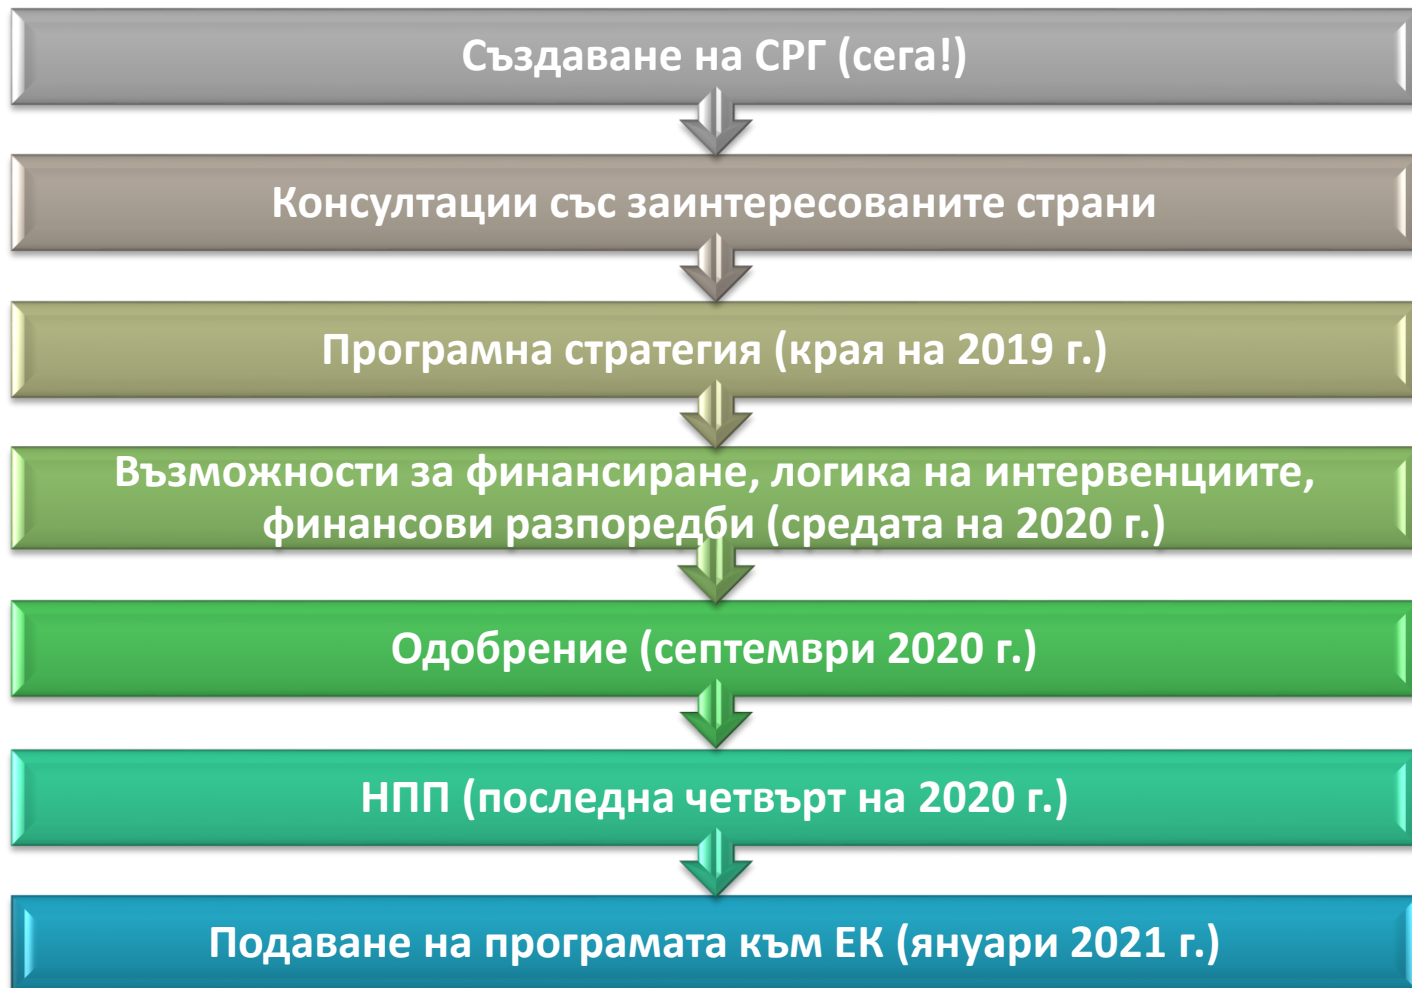 Създаване на СРГ (сега!)
Консултации със заинтересованите страни
Програмна стратегия (края на 2019 г.)
Възможности за финансиране, логика на интервенциите,
финансови разпоредби (средата на 2020 г.)
Одобрение (септември 2020 г.)
НПП (последна четвърт на 2020 г.)
Подаване на програмата към ЕК (януари 2021 г.)